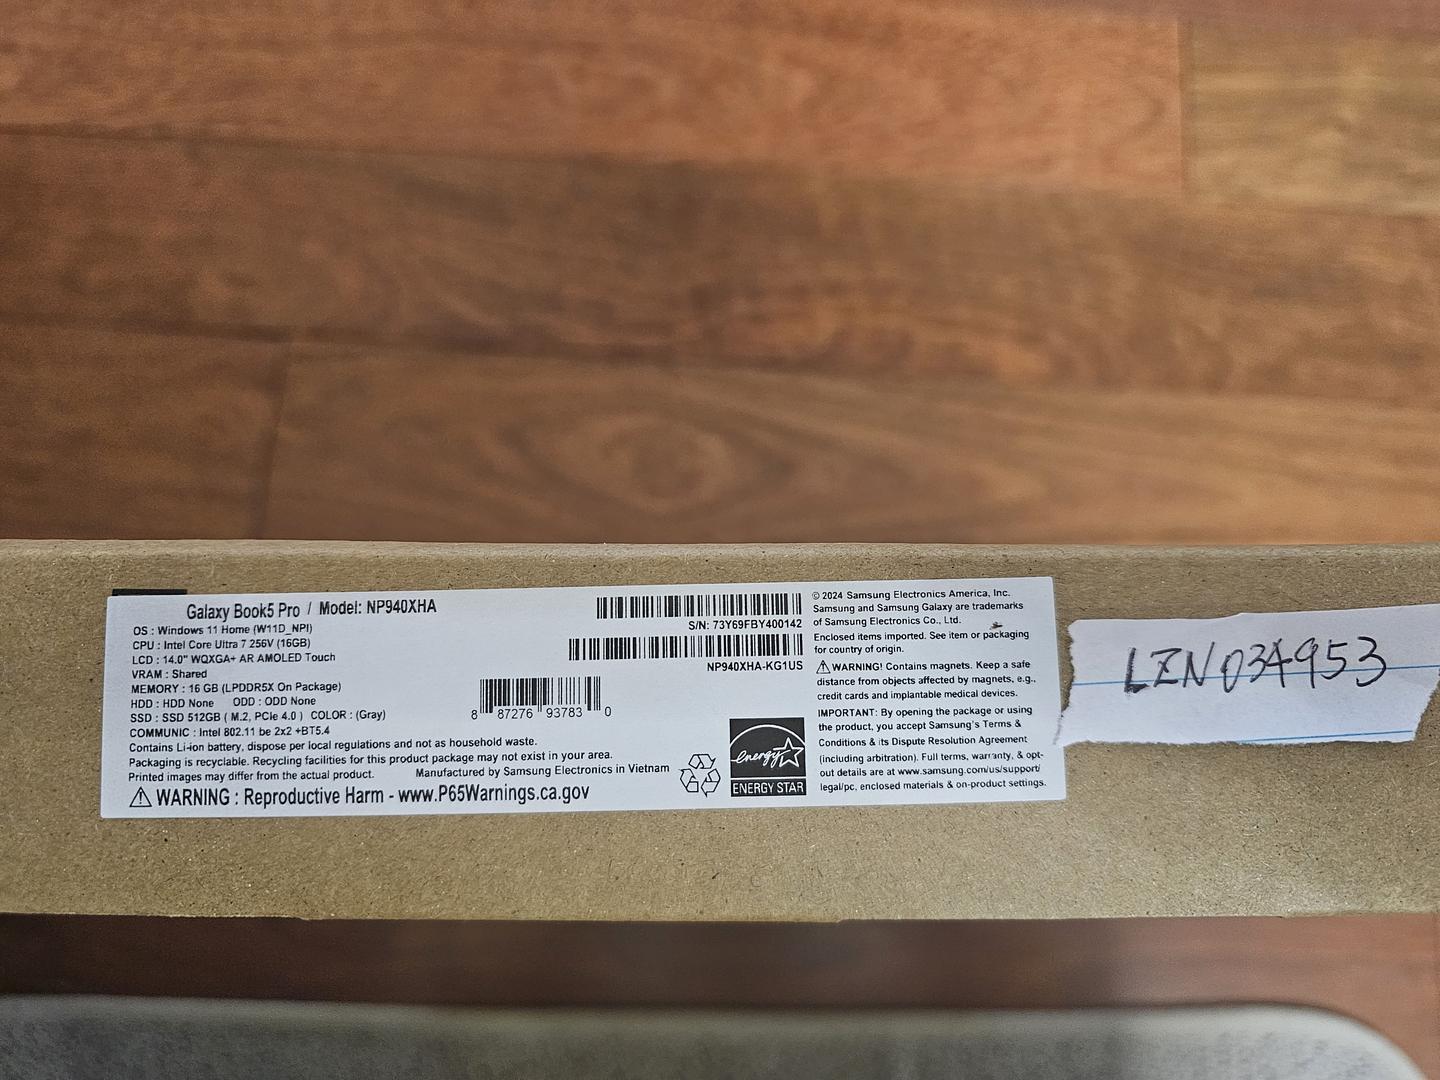 Galaxy Book5 Pro / Model: NP940XHA
OS : Windows 11 Home (W11D_NPI)
CPU : Intel Core Ultra 7 256V (16GB)
LCD : 14.0" WQXGA+ AR AMOLED Touch
VRAM : Shared
MEMORY : 16 GB (LPDDR5X On Package)
HDD : HDD None ODD : ODD None
SSD : SSD 512GB ( M.2, PCIe 4.0 ) COLOR : (Gray)
COMMUNIC : Intel 802.11 be 2x2 +BT5.4
Contains Li-ion battery, dispose per local regulations and not as household waste.
Packaging is recyclable. Recycling facilities for this product package may not exist in your area.
Printed images may differ from the actual product. Manufactured by Samsung Electronics in Vietnam
⚠ WARNING : Reproductive Harm - www.P65Warnings.ca.gov
S/N: 73Y69FBY400142
NP940XHA-KG1US
8 87276 93783 0
energy
ENERGY STAR
© 2024 Samsung Electronics America, Inc.
Samsung and Samsung Galaxy are trademarks
of Samsung Electronics Co., Ltd.
Enclosed items imported. See item or packaging
for country of origin.
⚠ WARNING! Contains magnets. Keep a safe
distance from objects affected by magnets, e.g.,
credit cards and implantable medical devices.
IMPORTANT: By opening the package or using
the product, you accept Samsung's Terms &
Conditions & its Dispute Resolution Agreement
(including arbitration). Full terms, warranty, & opt-
out details are at www.samsung.com/us/support/
legal/pc, enclosed materials & on-product settings.
LZN034953